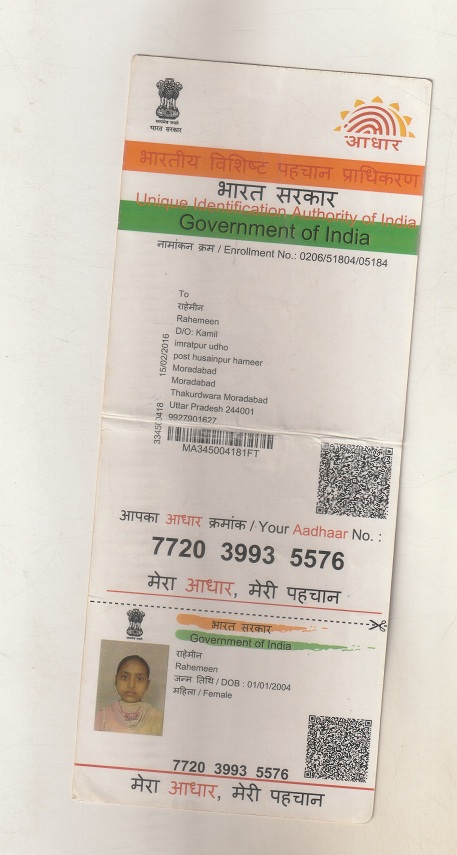 सत्यमेव जयते
भारत सरकार
आधार
भारतीय विशिष्ट पहचान प्राधिकरण
भारत सरकार
Unique Identification Authority of India
Government of India
नामांकन क्रम / Enrollment No.: 0206/51804/05184
To
राहेमीन
Rahemeen
D/O: Kamil
imratpur udho
post husainpur hameer
Moradabad
Moradabad
Thakurdwara Moradabad
Uttar Pradesh 244001
9927901627
15/02/2016
MA345004181FT
आपका आधार क्रमांक / Your Aadhaar No. :
7720 3993 5576
मेरा आधार, मेरी पहचान
भारत सरकार
Government of India
राहेमीन
Rahemeen
जन्म तिथि / DOB : 01/01/2004
महिला / Female
7720 3993 5576
मेरा आधार, मेरी पहचान